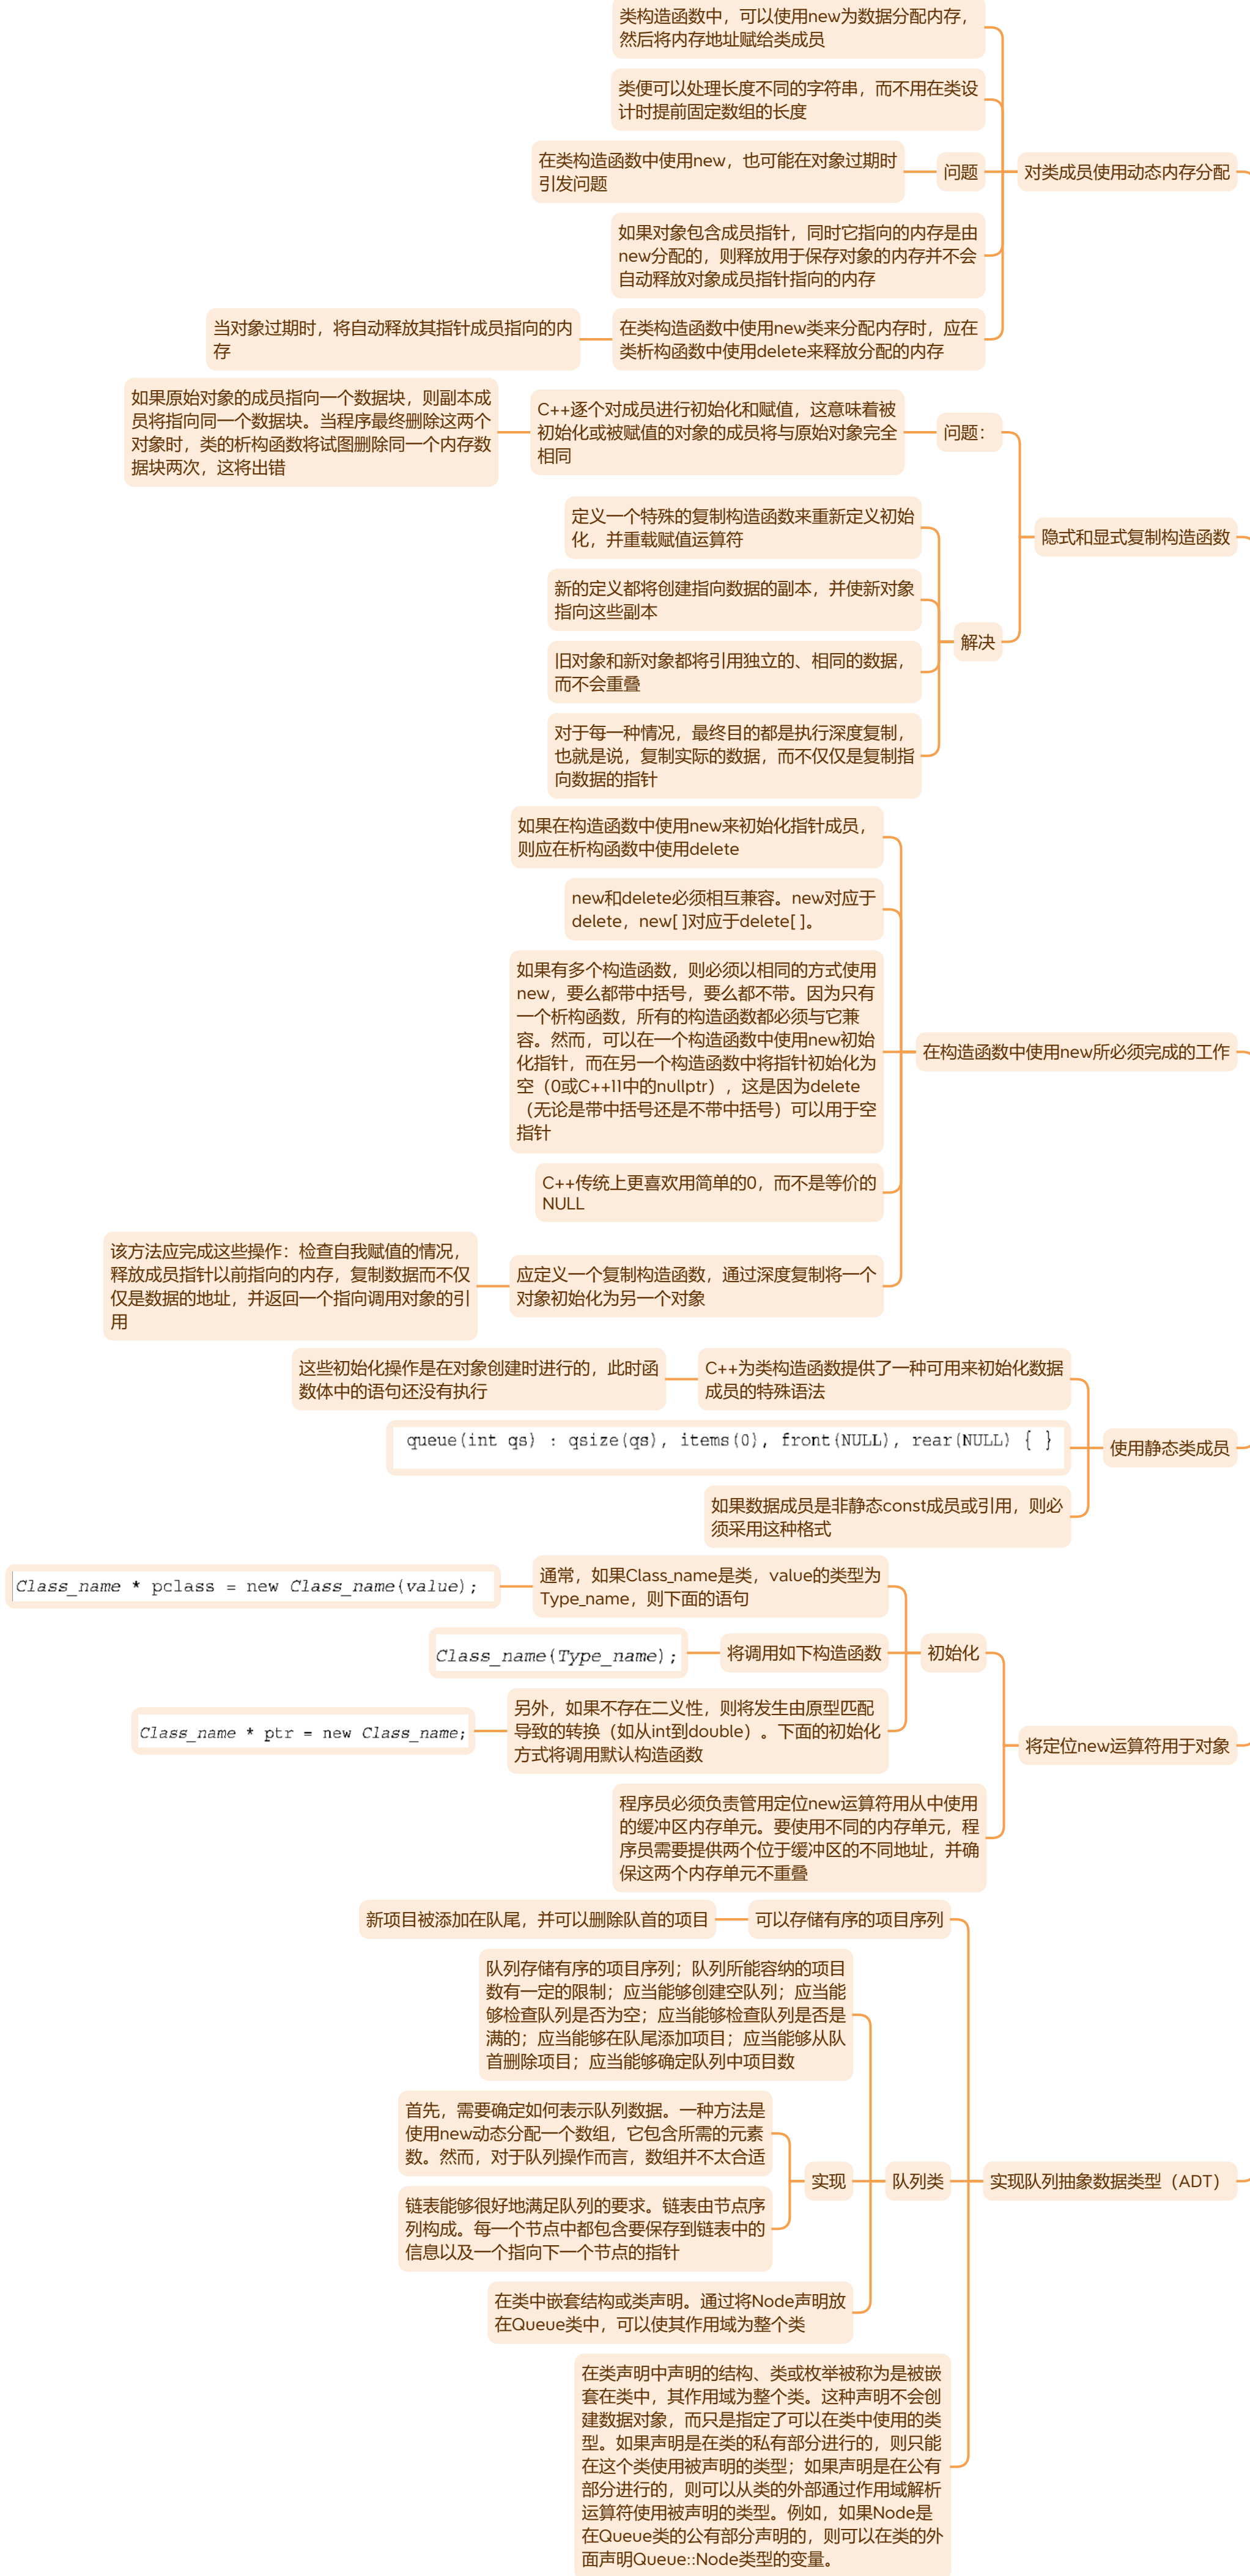 类构造函数中，可以使用new为数据分配内存，
然后将内存地址赋给类成员
类便可以处理长度不同的字符串，而不用在类设
计时提前固定数组的长度
在类构造函数中使用new，也可能在对象过期时
引发问题
问题
对类成员使用动态内存分配
如果对象包含成员指针，同时它指向的内存是由
new分配的，则释放用于保存对象的内存并不会
自动释放对象成员指针指向的内存
当对象过期时，将自动释放其指针成员指向的内
存
在类构造函数中使用new类来分配内存时，应在
类析构函数中使用delete来释放分配的内存
如果原始对象的成员指向一个数据块，则副本成
员将指向同一个数据块。当程序最终删除这两个
对象时，类的析构函数将试图删除同一个内存数
据块两次，这将出错
C++逐个对成员进行初始化和赋值，这意味着被
初始化或被赋值的对象的成员将与原始对象完全
相同
问题：
定义一个特殊的复制构造函数来重新定义初始
化，并重载赋值运算符
隐式和显式复制构造函数
新的定义都将创建指向数据的副本，并使新对象
指向这些副本
解决
旧对象和新对象都将引用独立的、相同的数据，
而不会重叠
对于每一种情况，最终目的都是执行深度复制，
也就是说，复制实际的数据，而不仅仅是复制指
向数据的指针
如果在构造函数中使用new来初始化指针成员，
则应在析构函数中使用delete
new和delete必须相互兼容。new对应于
delete，new[ ]对应于delete[ ]。
如果有多个构造函数，则必须以相同的方式使用
new，要么都带中括号，要么都不带。因为只有
一个析构函数，所有的构造函数都必须与它兼
容。然而，可以在一个构造函数中使用new初始
化指针，而在另一个构造函数中将指针初始化为
空（0或C++11中的nullptr），这是因为delete
（无论是带中括号还是不带中括号）可以用于空
指针
在构造函数中使用new所必须完成的工作
C++传统上更喜欢用简单的0，而不是等价的
NULL
该方法应完成这些操作：检查自我赋值的情况，
释放成员指针以前指向的内存，复制数据而不仅
仅是数据的地址，并返回一个指向调用对象的引
用
应定义一个复制构造函数，通过深度复制将一个
对象初始化为另一个对象
这些初始化操作是在对象创建时进行的，此时函
数体中的语句还没有执行
C++为类构造函数提供了一种可用来初始化数据
成员的特殊语法
queue(int qs) : qsize(qs), items(0), front(NULL), rear(NULL) { }
使用静态类成员
如果数据成员是非静态const成员或引用，则必
须采用这种格式
Class_name * pclass = new Class_name(value);
通常，如果Class_name是类，value的类型为
Type_name，则下面的语句
Class_name(Type_name);
将调用如下构造函数
初始化
Class_name * ptr = new Class_name;
另外，如果不存在二义性，则将发生由原型匹配
导致的转换（如从int到double）。下面的初始化
方式将调用默认构造函数
将定位new运算符用于对象
程序员必须负责管用定位new运算符用从中使用
的缓冲区内存单元。要使用不同的内存单元，程
序员需要提供两个位于缓冲区的不同地址，并确
保这两个内存单元不重叠
新项目被添加在队尾，并可以删除队首的项目
可以存储有序的项目序列
队列存储有序的项目序列；队列所能容纳的项目
数有一定的限制；应当能够创建空队列；应当能
够检查队列是否为空；应当能够检查队列是否是
满的；应当能够在队尾添加项目；应当能够从队
首删除项目；应当能够确定队列中项目数
首先，需要确定如何表示队列数据。一种方法是
使用new动态分配一个数组，它包含所需的元素
数。然而，对于队列操作而言，数组并不太合适
实现
队列类
实现队列抽象数据类型（ADT）
链表能够很好地满足队列的要求。链表由节点序
列构成。每一个节点中都包含要保存到链表中的
信息以及一个指向下一个节点的指针
在类中嵌套结构或类声明。通过将Node声明放
在Queue类中，可以使其作用域为整个类
在类声明中声明的结构、类或枚举被称为是被嵌
套在类中，其作用域为整个类。这种声明不会创
建数据对象，而只是指定了可以在类中使用的类
型。如果声明是在类的私有部分进行的，则只能
在这个类使用被声明的类型；如果声明是在公有
部分进行的，则可以从类的外部通过作用域解析
运算符使用被声明的类型。例如，如果Node是
在Queue类的公有部分声明的，则可以在类的外
面声明Queue::Node类型的变量。